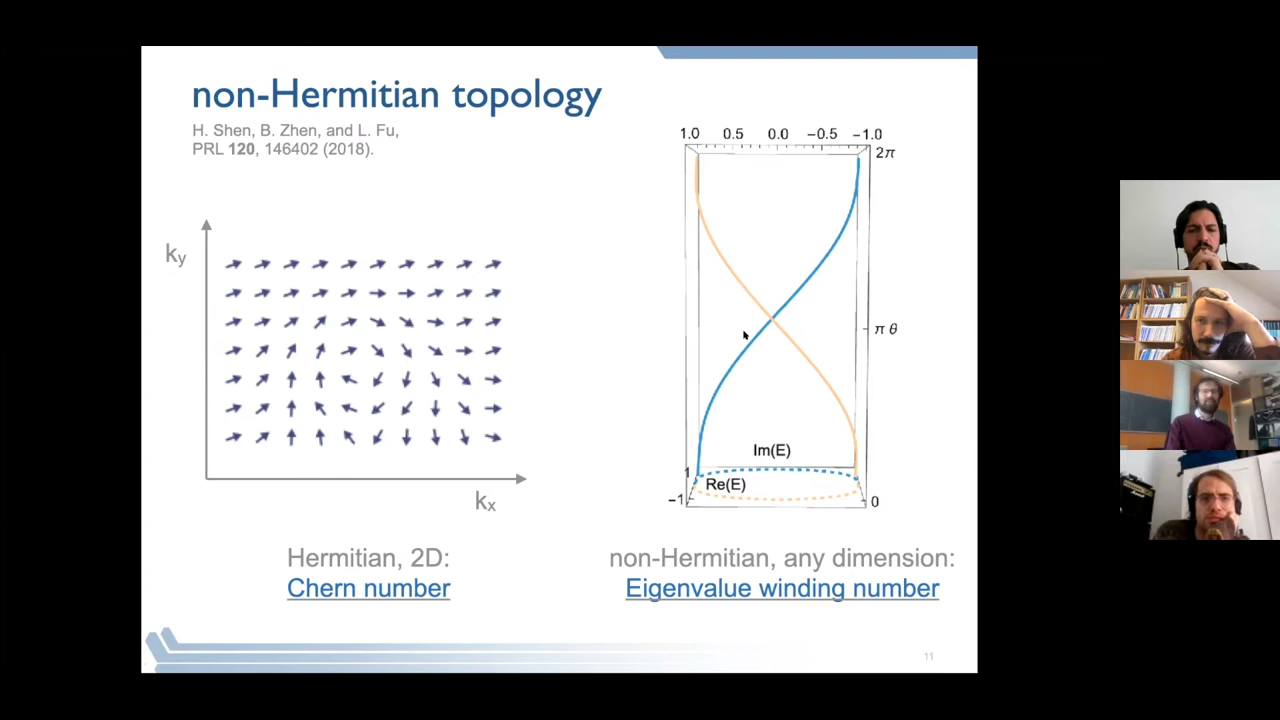 non-Hermitian topology
H. Shen, B. Zhen, and L. Fu,
PRL 120, 146402 (2018).
ky
kx
1.0 0.5 0.0 −0.5 −1.0
2π
π θ
Im(E)
1
Re(E)
−1
0
Hermitian, 2D:
Chern number
non-Hermitian, any dimension:
Eigenvalue winding number
11